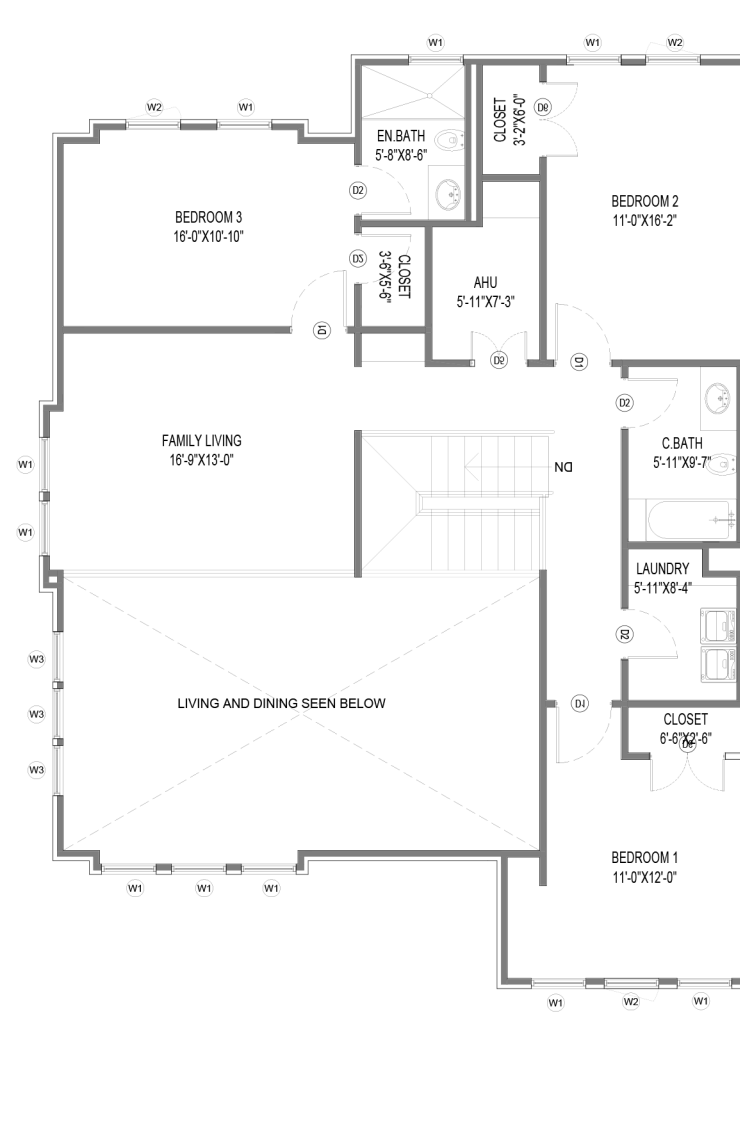 W1
W1
W2
W2
W1
CLOSET
3'-2"X6'-0"
D6
EN.BATH
5'-8"X8'-6"
D2
BEDROOM 3
16'-0"X10'-10"
BEDROOM 2
11'-0"X16'-2"
D2
CLOSET
3'-6"X5'-6"
AHU
5'-11"X7'-3"
D1
D5
D1
D2
FAMILY LIVING
16'-9"X13'-0"
C.BATH
5'-11"X9'-7"
W1
DN
W1
LAUNDRY
5'-11"X8'-4"
D2
W3
LIVING AND DINING SEEN BELOW
D1
W3
CLOSET
6'-6"X2'-6"
W3
BEDROOM 1
11'-0"X12'-0"
W1
W1
W1
W1
W2
W1